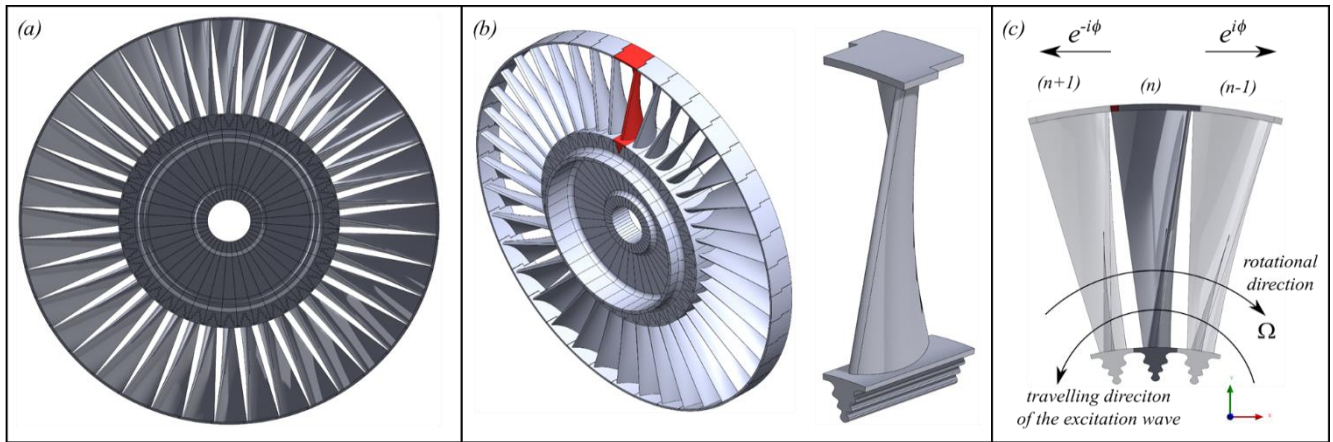 (a)
(b)
(c)
e^{-iϕ}
e^{iϕ}
(n+1)
(n)
(n-1)
rotational
direction
Ω
travelling direciton
of the excitation wave